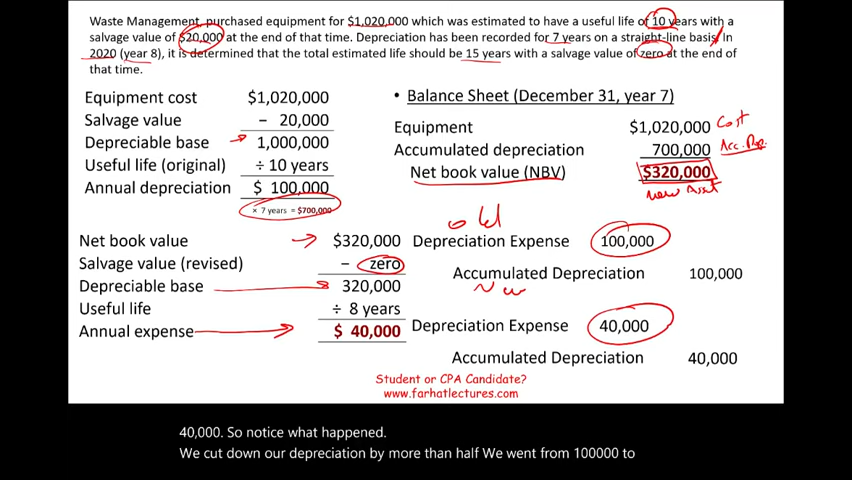 Waste Management, purchased equipment for $1,020,000 which was estimated to have a useful life of 10 years with a
salvage value of $20,000 at the end of that time. Depreciation has been recorded for 7 years on a straight-line basis. In
2020 (year 8), it is determined that the total estimated life should be 15 years with a salvage value of zero at the end of
that time.
Equipment cost $1,020,000
Salvage value – 20,000
Depreciable base 1,000,000
Useful life (original) ÷ 10 years
Annual depreciation $ 100,000
× 7 years = $700,000
• Balance Sheet (December 31, year 7)
Equipment $1,020,000 Cost
Accumulated depreciation 700,000 Acc. Dep.
Net book value (NBV) $320,000
New Asset
Net book value $320,000
Salvage value (revised) – zero
Depreciable base 320,000
Useful life ÷ 8 years
Annual expense $ 40,000
old
Depreciation Expense 100,000
Accumulated Depreciation 100,000
New
Depreciation Expense 40,000
Accumulated Depreciation 40,000
Student or CPA Candidate?
www.farhatlectures.com
40,000. So notice what happened.
We cut down our depreciation by more than half We went from 100000 to